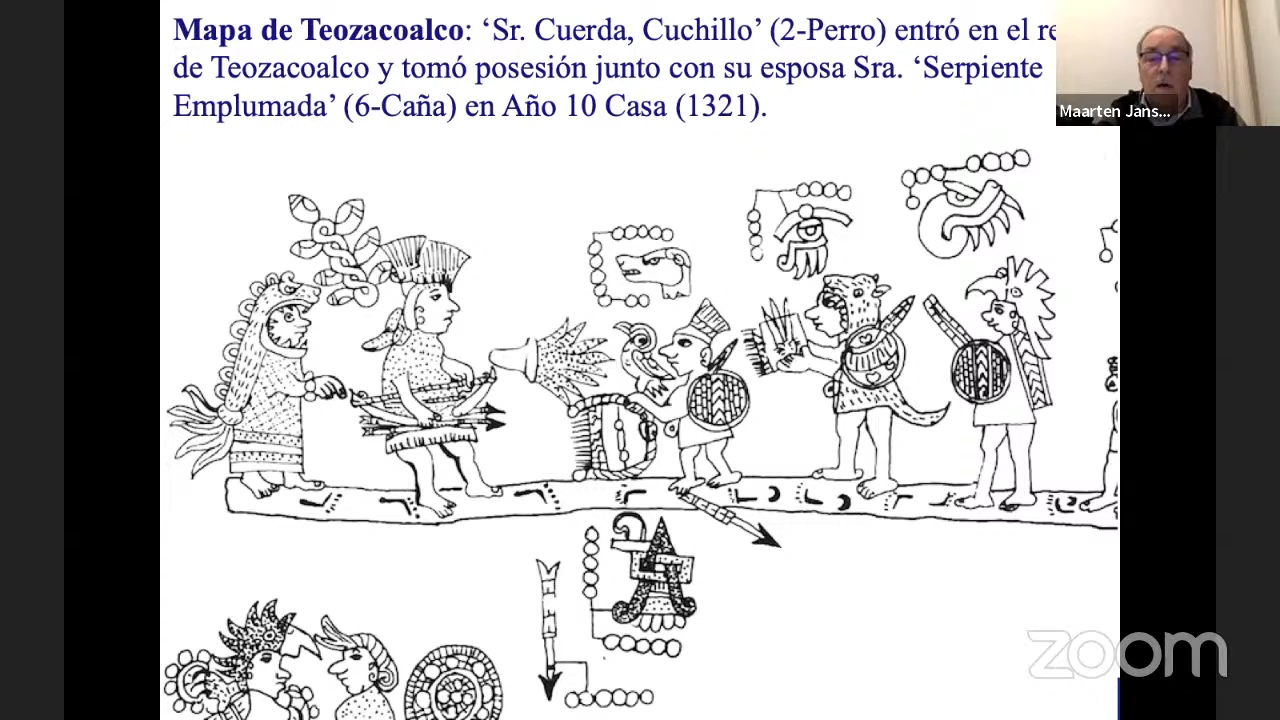 Mapa de Teozacoalco: ‘Sr. Cuerda, Cuchillo’ (2-Perro) entró en el
de Teozacoalco y tomó posesión junto con su esposa Sra. ‘Serpiente
Emplumada’ (6-Caña) en Año 10 Casa (1321).
Maarten Jans...
zoom